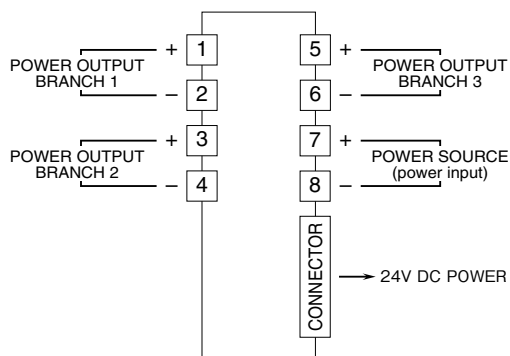 + 1
POWER OUTPUT
BRANCH 1
− 2
+ 3
POWER OUTPUT
BRANCH 2
− 4
5 +
POWER OUTPUT
BRANCH 3
6 −
7 +
POWER SOURCE
(power input)
8 −
CONNECTOR
24V DC POWER